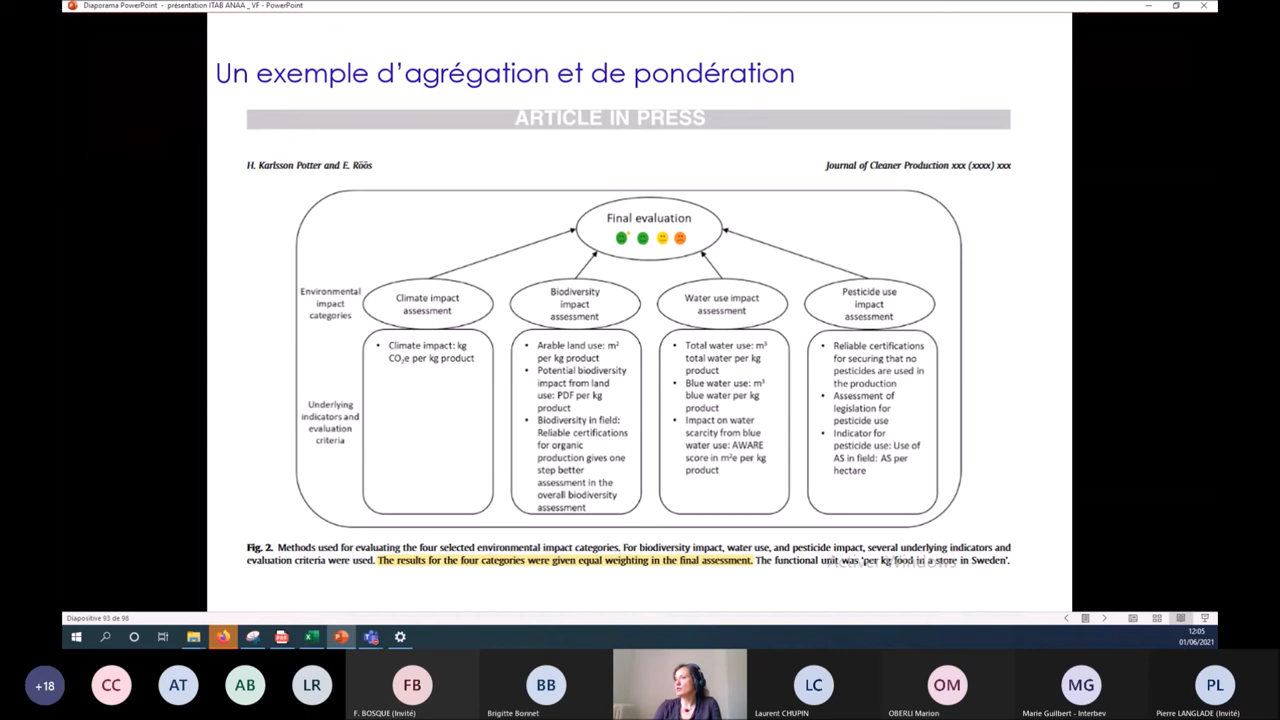 Diaporama PowerPoint - présentation ITAB ANAA _ VF - PowerPoint
Un exemple d'agrégation et de pondération
ARTICLE IN PRESS
H. Karlsson Potter and E. Röös
Journal of Cleaner Production xxx (xxxx) xxx
Final evaluation
Environmental
impact
categories
Climate impact
assessment
Biodiversity
impact
assessment
Water use impact
assessment
Pesticide use
impact
assessment
Underlying
indicators and
evaluation
criteria
• Climate impact: kg
CO₂e per kg product
• Arable land use: m²
per kg product
• Potential biodiversity
impact from land
use: PDF per kg
product
• Biodiversity in field:
Reliable certifications
for organic
production gives one
step better
assessment in the
overall biodiversity
assessment
• Total water use: m³
total water per kg
product
• Blue water use: m³
blue water per kg
product
• Impact on water
scarcity from blue
water use: AWARE
score in m³e per kg
product
• Reliable certifications
for securing that no
pesticides are used in
the production
• Assessment of
legislation for
pesticide use
• Indicator for
pesticide use: Use of
AS in field: AS per
hectare
Fig. 2. Methods used for evaluating the four selected environmental impact categories. For biodiversity impact, water use, and pesticide impact, several underlying indicators and
evaluation criteria were used. The results for the four categories were given equal weighting in the final assessment. The functional unit was 'per kg food in a store in Sweden'.
Activer Windows
Diapositive 93 de 98
12:05
01/06/2021
+18
CC
AT
AB
LR
FB
F. BOSQUE (Invité)
BB
Brigitte Bonnet
LC
Laurent CHUPIN
OM
OBERLI Marion
MG
Marie Guilbert - Interbev
PL
Pierre LANGLADE (Invité)